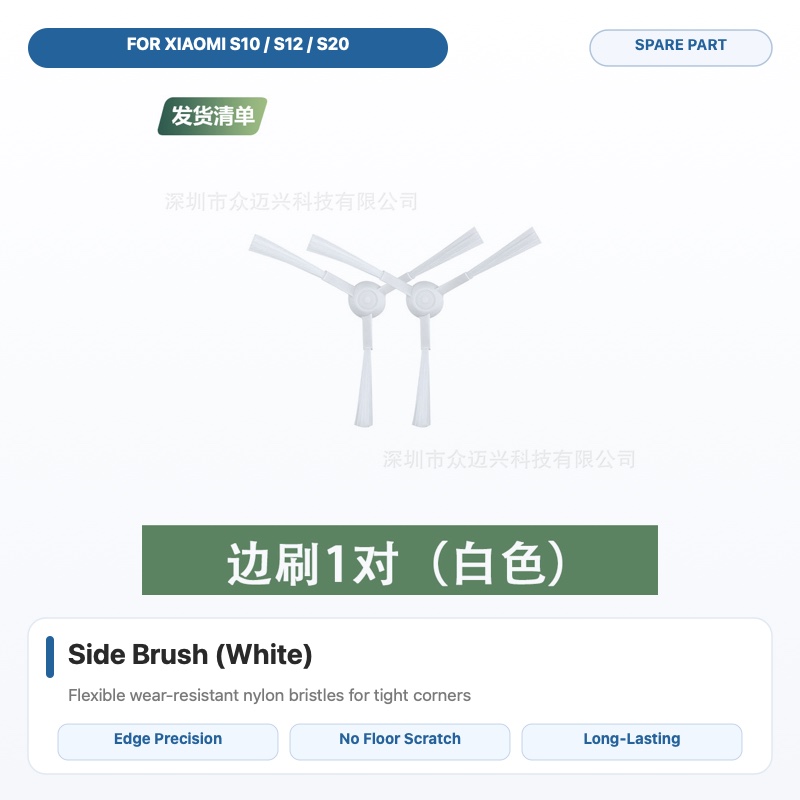 FOR XIAOMI S10 / S12 / S20
SPARE PART
发货清单
深圳市众迈兴科技有限公司
深圳市众迈兴科技有限公司
边刷1对（白色）
Side Brush (White)
Flexible wear-resistant nylon bristles for tight corners
Edge Precision
No Floor Scratch
Long-Lasting